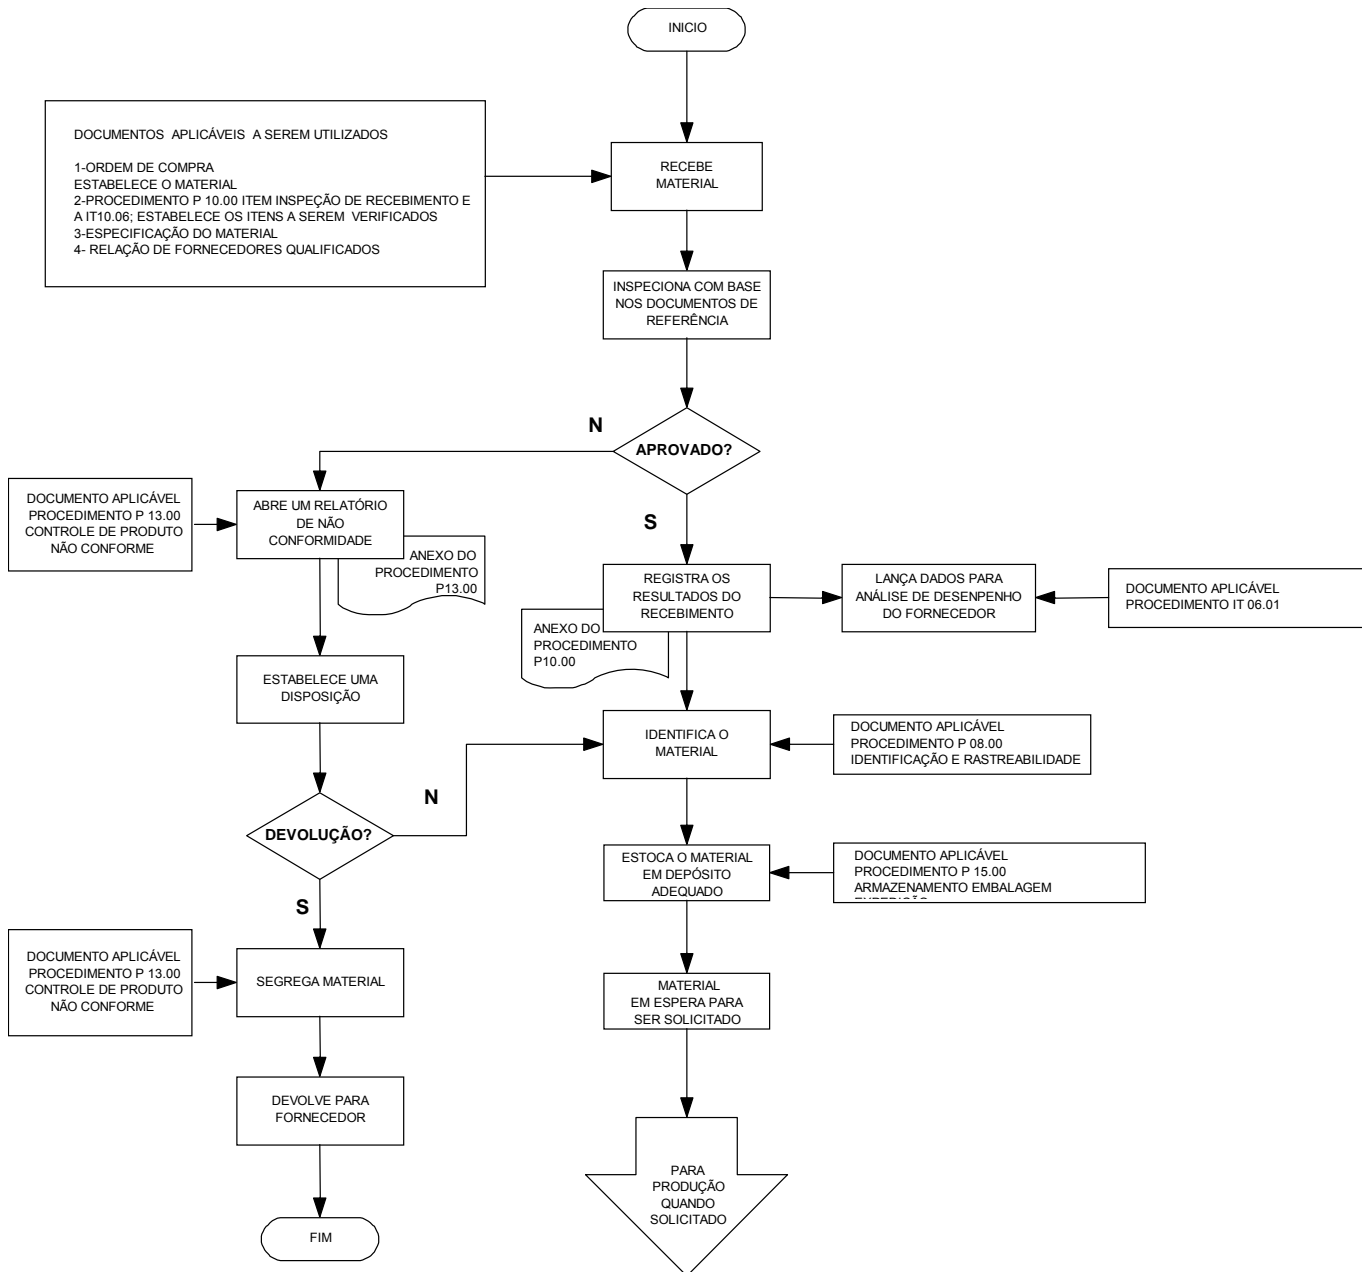 INICIO
DOCUMENTOS APLICÁVEIS A SEREM UTILIZADOS
1-ORDEM DE COMPRA
ESTABELECE O MATERIAL
2-PROCEDIMENTO P 10.00 ITEM INSPEÇÃO DE RECEBIMENTO E
A IT10.06; ESTABELECE OS ITENS A SEREM VERIFICADOS
3-ESPECIFICAÇÃO DO MATERIAL
4- RELAÇÃO DE FORNECEDORES QUALIFICADOS
RECEBE
MATERIAL
INSPECIONA COM BASE
NOS DOCUMENTOS DE
REFERÊNCIA
APROVADO?
N
S
DOCUMENTO APLICÁVEL
PROCEDIMENTO P 13.00
CONTROLE DE PRODUTO
NÃO CONFORME
ABRE UM RELATÓRIO
DE NÃO
CONFORMIDADE
ANEXO DO
PROCEDIMENTO
P13.00
REGISTRA OS
RESULTADOS DO
RECEBIMENTO
ANEXO DO
PROCEDIMENTO
P10.00
LANÇA DADOS PARA
ANÁLISE DE DESENPENHO
DO FORNECEDOR
DOCUMENTO APLICÁVEL
PROCEDIMENTO IT 06.01
ESTABELECE UMA
DISPOSIÇÃO
IDENTIFICA O
MATERIAL
DOCUMENTO APLICÁVEL
PROCEDIMENTO P 08.00
IDENTIFICAÇÃO E RASTREABILIDADE
DEVOLUÇÃO?
N
S
ESTOCA O MATERIAL
EM DEPÓSITO
ADEQUADO
DOCUMENTO APLICÁVEL
PROCEDIMENTO P 15.00
ARMAZENAMENTO EMBALAGEM
DOCUMENTO APLICÁVEL
PROCEDIMENTO P 13.00
CONTROLE DE PRODUTO
NÃO CONFORME
SEGREGA MATERIAL
MATERIAL
EM ESPERA PARA
SER SOLICITADO
DEVOLVE PARA
FORNECEDOR
PARA
PRODUÇÃO
QUANDO
SOLICITADO
FIM